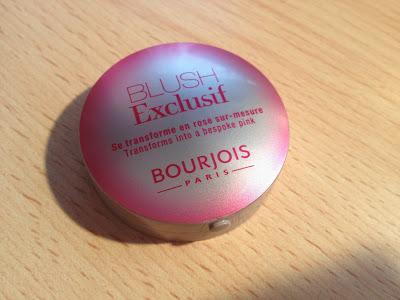 BLUSH
Exclusif
Se transforme en rose sur-mesure
Transforms into a bespoke pink
BOURJOIS
PARIS